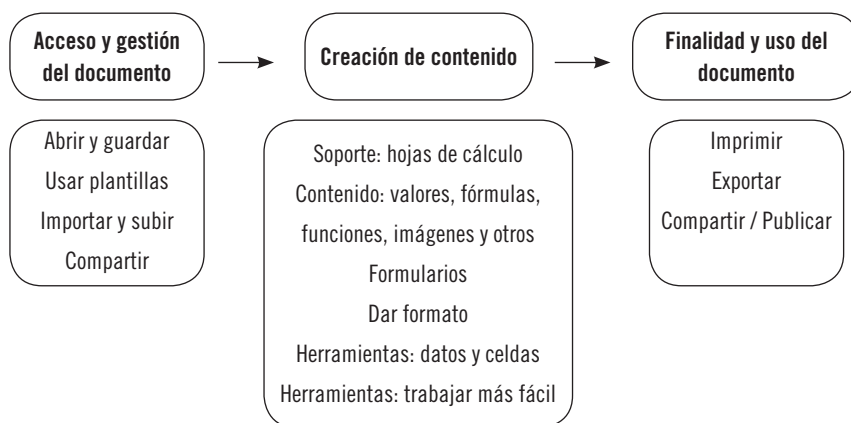 Acceso y gestión
del documento
Creación de contenido
Finalidad y uso del
documento
Abrir y guardar
Usar plantillas
Importar y subir
Compartir
Soporte: hojas de cálculo
Contenido: valores, fórmulas,
funciones, imágenes y otros
Formularios
Dar formato
Herramientas: datos y celdas
Herramientas: trabajar más fácil
Imprimir
Exportar
Compartir / Publicar